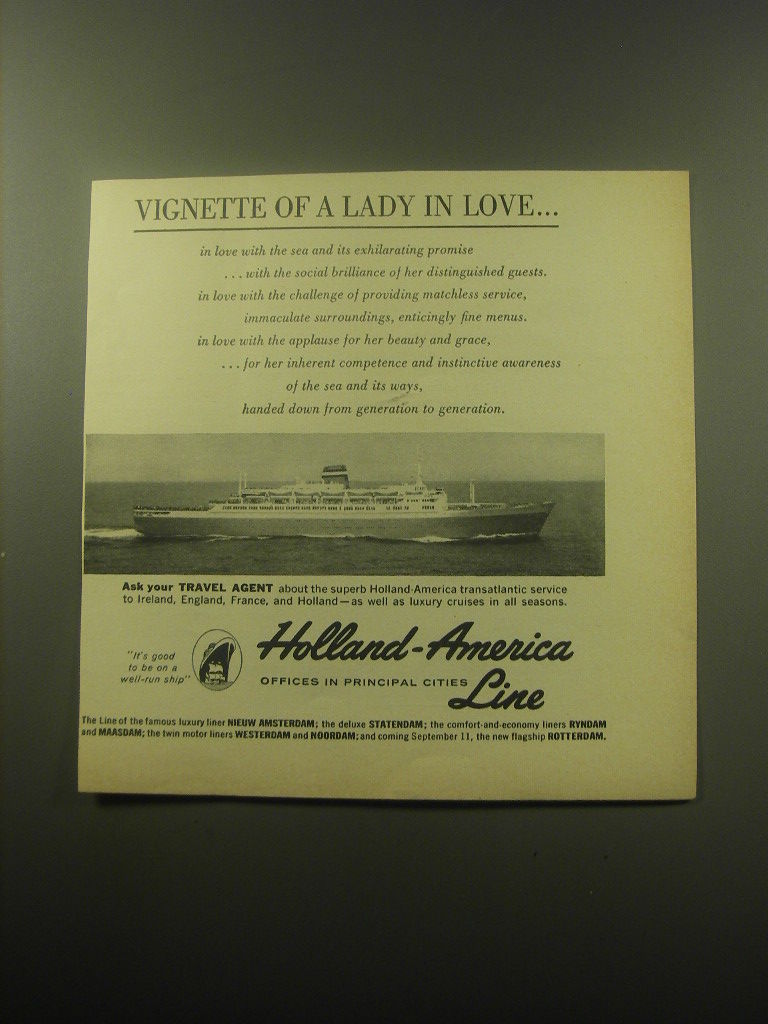 VIGNETTE OF A LADY IN LOVE...
in love with the sea and its exhilarating promise
...with the social brilliance of her distinguished guests.
in love with the challenge of providing matchless service,
immaculate surroundings, enticingly fine menus.
in love with the applause for her beauty and grace,
...for her inherent competence and instinctive awareness
of the sea and its ways,
handed down from generation to generation.
Ask your TRAVEL AGENT about the superb Holland-America transatlantic service
to Ireland, England, France, and Holland—as well as luxury cruises in all seasons.
"It's good
to be on a
well-run ship"
Holland-America
OFFICES IN PRINCIPAL CITIES
Line
The Line of the famous luxury liner NIEUW AMSTERDAM; the deluxe STATENDAM; the comfort-and-economy liners RYNDAM
and MAASDAM; the twin motor liners WESTERDAM and NOORDAM; and coming September 11, the new flagship ROTTERDAM.